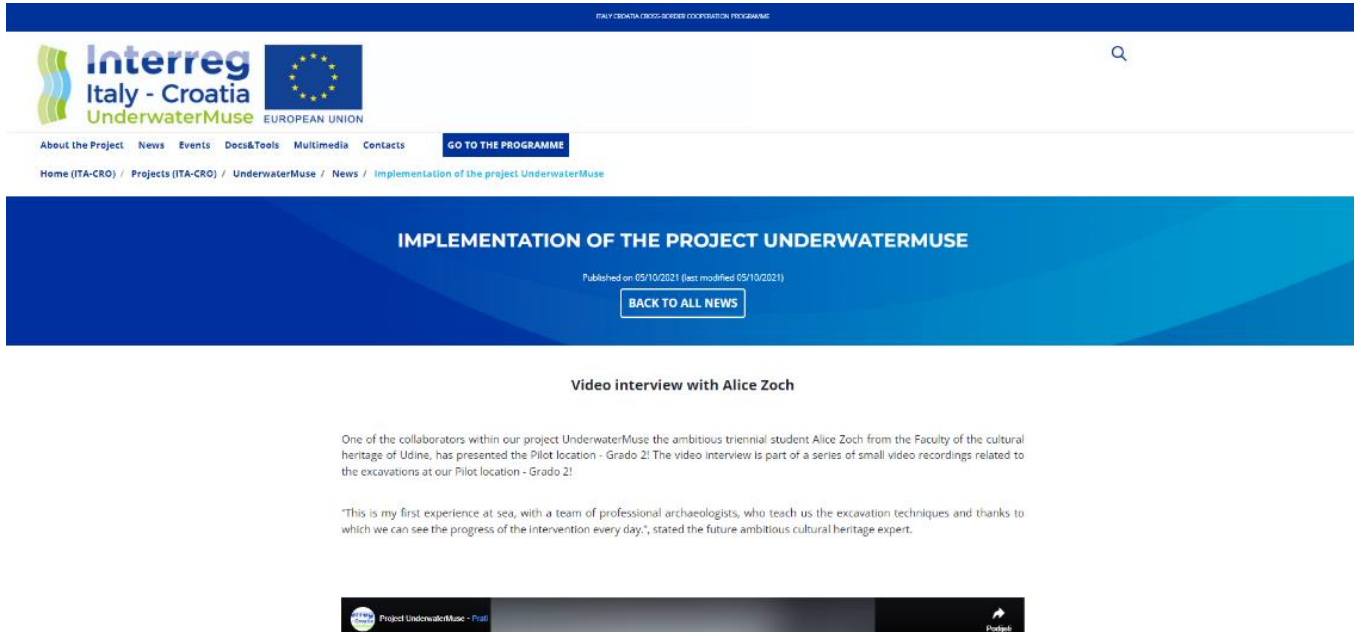 ITALY CROATIA CROSS-BORDER COOPERATION PROGRAMME
Interreg
Italy - Croatia
UnderwaterMuse EUROPEAN UNION
About the Project News Events Docs&Tools Multimedia Contacts GO TO THE PROGRAMME
Home (ITA-CRO) / Projects (ITA-CRO) / UnderwaterMuse / News / Implementation of the project UnderwaterMuse
IMPLEMENTATION OF THE PROJECT UNDERWATERMUSE
Published on 05/10/2021 (last modified 05/10/2021)
BACK TO ALL NEWS
Video interview with Alice Zoch
One of the collaborators within our project UnderwaterMuse the ambitious triennial student Alice Zoch from the Faculty of the cultural
heritage of Udine, has presented the Pilot location - Grado 2! The video interview is part of a series of small video recordings related to
the excavations at our Pilot location - Grado 2!
"This is my first experience at sea, with a team of professional archaeologists, who teach us the excavation techniques and thanks to
which we can see the progress of the intervention every day.", stated the future ambitious cultural heritage expert.
Project UnderwaterMuse - Prati
Podijeli